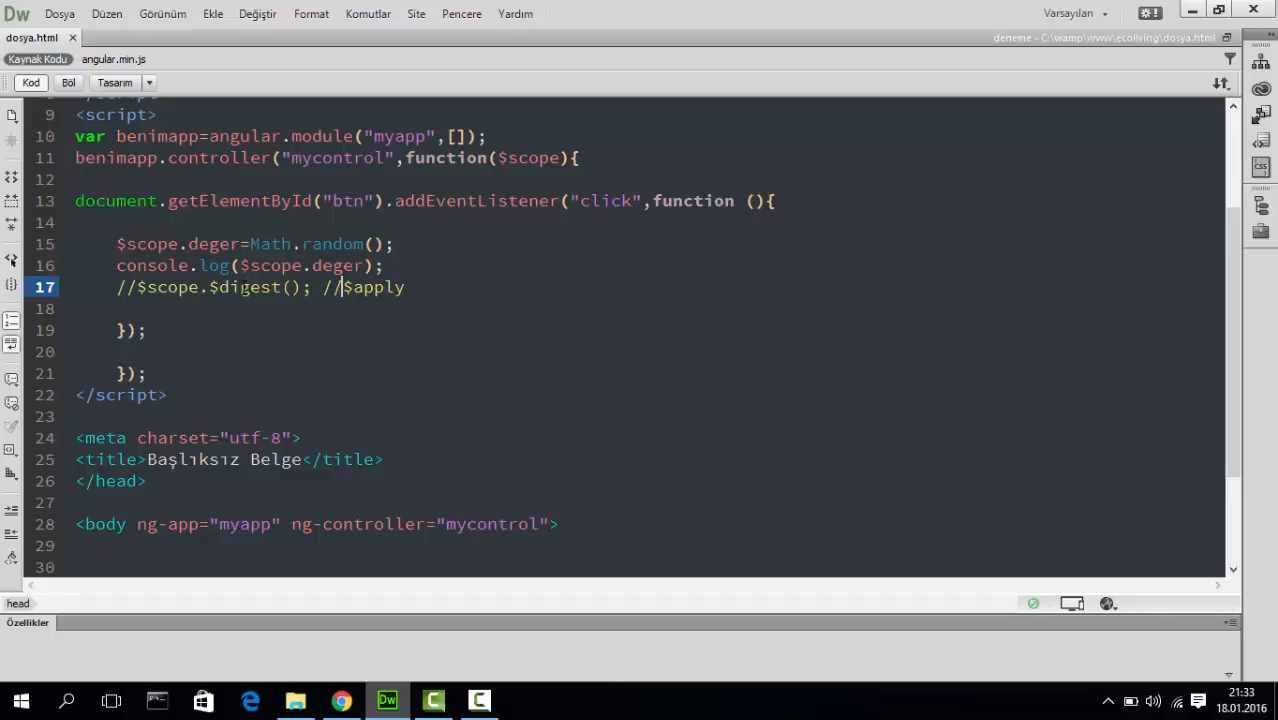 Dw Dosya Düzen Görünüm Ekle Değiştir Format Komutlar Site Pencere Yardım Varsayılan
dosya.html deneme - C:\wamp\www\ecoliving\dosya.html
Kaynak Kodu angular.min.js
Kod Böl Tasarım
9 <script>
10 var benimapp=angular.module("myapp",[]);
11 benimapp.controller("mycontrol",function($scope){
12
13 document.getElementById("btn").addEventListener("click",function (){
14
15 $scope.deger=Math.random();
16 console.log($scope.deger);
17 //$scope.$digest(); //$apply
18
19 });
20
21 });
22 </script>
23
24 <meta charset="utf-8">
25 <title>Başlıksız Belge</title>
26 </head>
27
28 <body ng-app="myapp" ng-controller="mycontrol">
29
30
head
Özellikler
Dw
21:33
18.01.2016